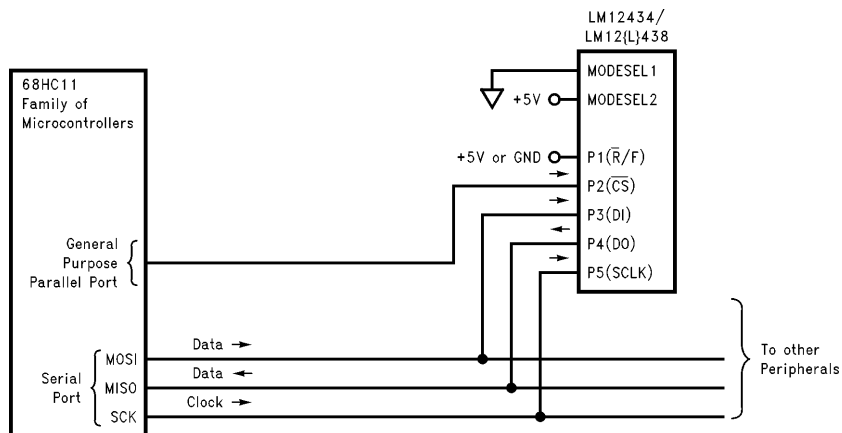 LM12434/
LM12{L}438
68HC11
Family of
Microcontrollers
MODESEL1
+5V
MODESEL2
+5V or GND
P1(R̅/F)
P2(C̅S̅)
P3(DI)
P4(DO)
P5(SCLK)
General
Purpose
Parallel Port
Serial
Port
MOSI
MISO
SCK
Data →
Data ←
Clock →
To other
Peripherals